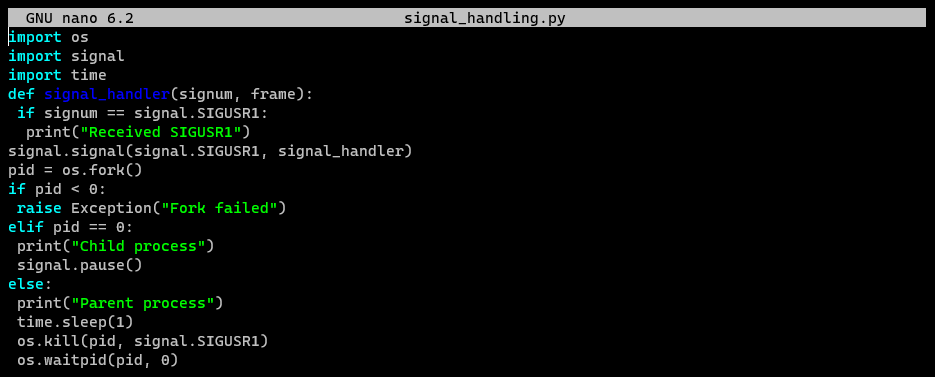 GNU nano 6.2 signal_handling.py
import os
import signal
import time
def signal_handler(signum, frame):
 if signum == signal.SIGUSR1:
  print("Received SIGUSR1")
signal.signal(signal.SIGUSR1, signal_handler)
pid = os.fork()
if pid < 0:
 raise Exception("Fork failed")
elif pid == 0:
 print("Child process")
 signal.pause()
else:
 print("Parent process")
 time.sleep(1)
 os.kill(pid, signal.SIGUSR1)
 os.waitpid(pid, 0)